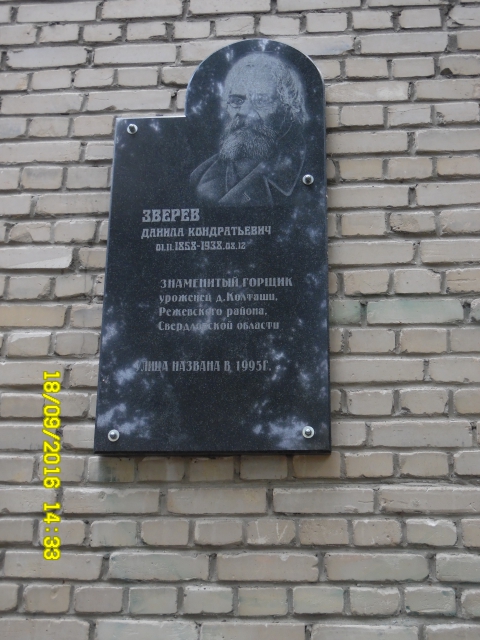 ЗВЕРЕВ
ДАНИЛА КОНДРАТЬЕВИЧ
01.11.1858-1938.08.12
ЗНАМЕНИТЫЙ ГОРЩИК
уроженец д.Колташи,
Режевского района,
Свердловской области
УЛИЦА НАЗВАНА В 1995Г.
18/09/2016 14:33